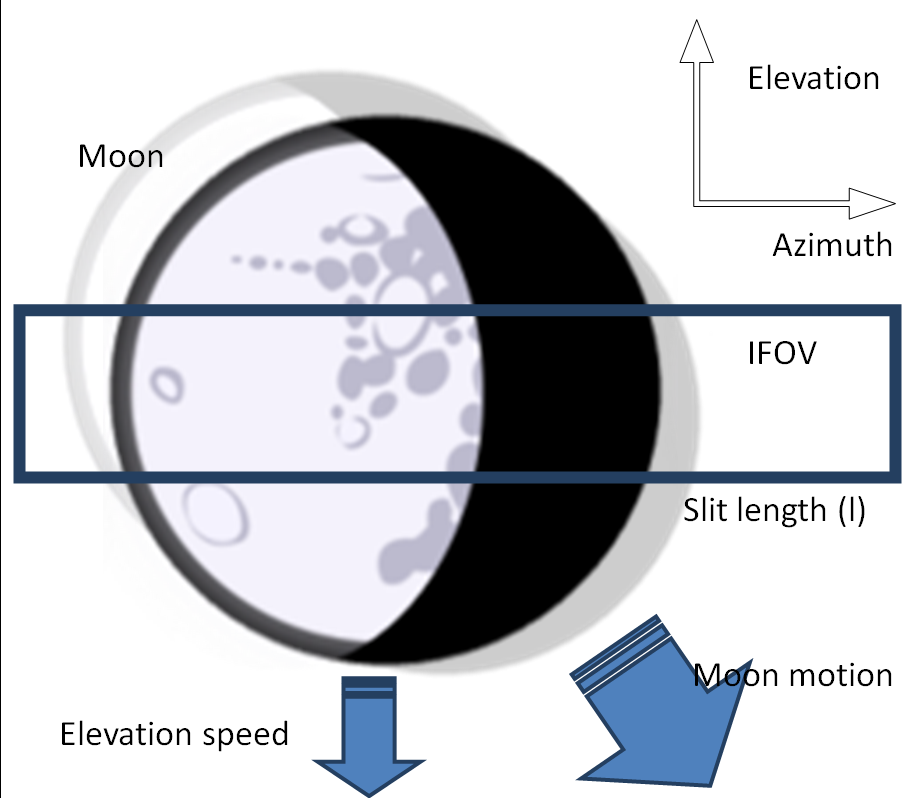 Elevation
Moon
Azimuth
IFOV
Slit length (l)
Moon motion
Elevation speed